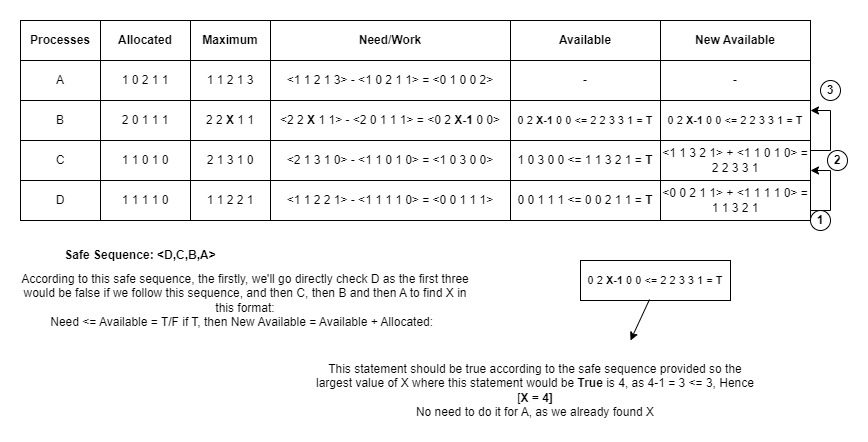 Processes Allocated Maximum Need/Work Available New Available
A 1 0 2 1 1 1 1 2 1 3 <1 1 2 1 3> - <1 0 2 1 1> = <0 1 0 0 2> - -
3
B 2 0 1 1 1 2 2 X 1 1 <2 2 X 1 1> - <2 0 1 1 1> = <0 2 X-1 0 0> 0 2 X-1 0 0 <= 2 2 3 3 1 = T 0 2 X-1 0 0 <= 2 2 3 3 1 = T
C 1 1 0 1 0 2 1 3 1 0 <2 1 3 1 0> - <1 1 0 1 0> = <1 0 3 0 0> 1 0 3 0 0 <= 1 1 3 2 1 = T <1 1 3 2 1> + <1 1 0 1 0> =
2 2 3 3 1
2
D 1 1 1 1 0 1 1 2 2 1 <1 1 2 2 1> - <1 1 1 1 0> = <0 0 1 1 1> 0 0 1 1 1 <= 0 0 2 1 1 = T <0 0 2 1 1> + <1 1 1 1 0> =
1 1 3 2 1
1
Safe Sequence: <D,C,B,A>
According to this safe sequence, the firstly, we'll go directly check D as the first three
would be false if we follow this sequence, and then C, then B and then A to find X in
this format:
Need <= Available = T/F if T, then New Available = Available + Allocated:
0 2 X-1 0 0 <= 2 2 3 3 1 = T
This statement should be true according to the safe sequence provided so the
largest value of X where this statement would be True is 4, as 4-1 = 3 <= 3, Hence
[X = 4]
No need to do it for A, as we already found X